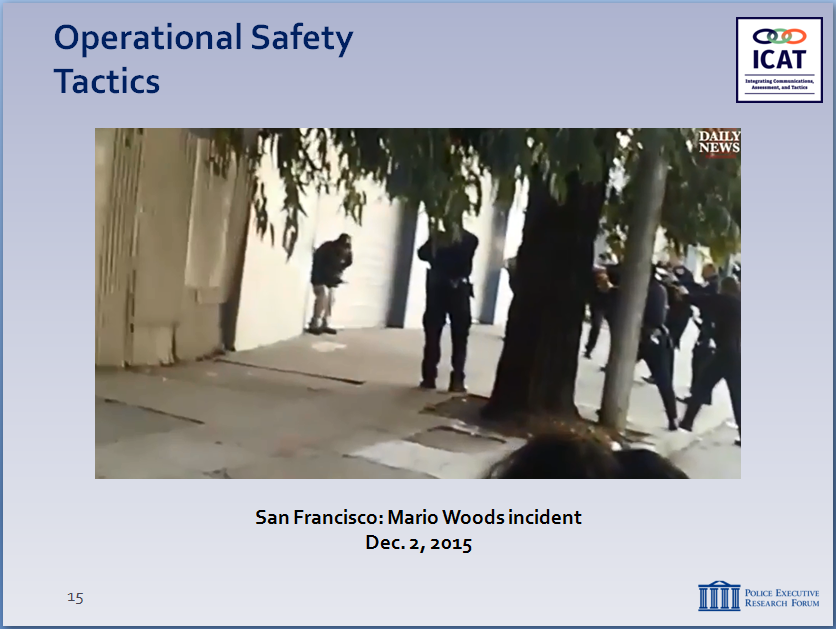 Operational Safety
Tactics
ICAT
Integrating Communications,
Assessment, and Tactics
DAILY
NEWS
San Francisco: Mario Woods incident
Dec. 2, 2015
15
POLICE EXECUTIVE
RESEARCH FORUM